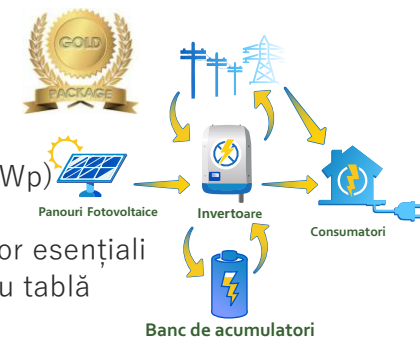 GOLD
PACKAGE
Wp)
Panouri Fotovoltaice
Invertoare
Consumatori
or esențiali
u tablă
Banc de acumulatori